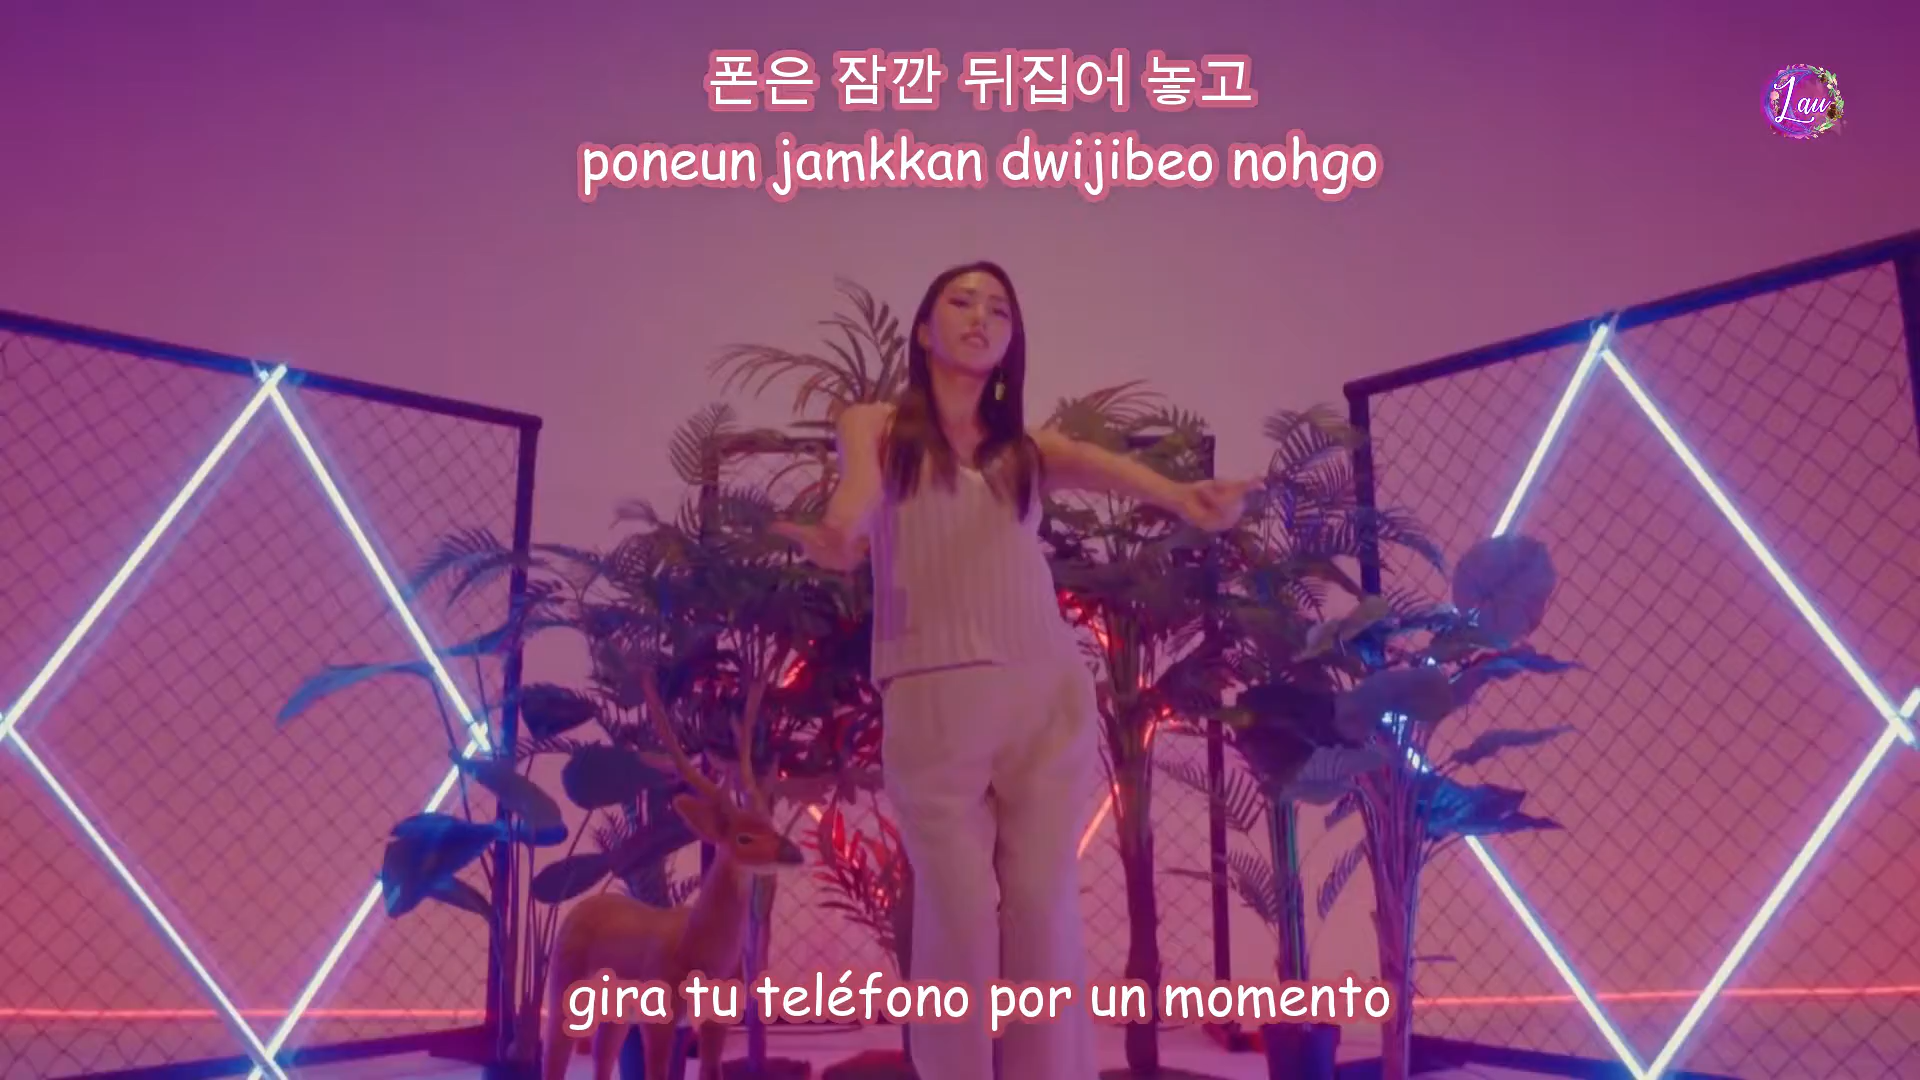 폰은 잠깐 뒤집어 놓고
Lau
poneun jamkkan dwijibeo nohgo
gira tu teléfono por un momento